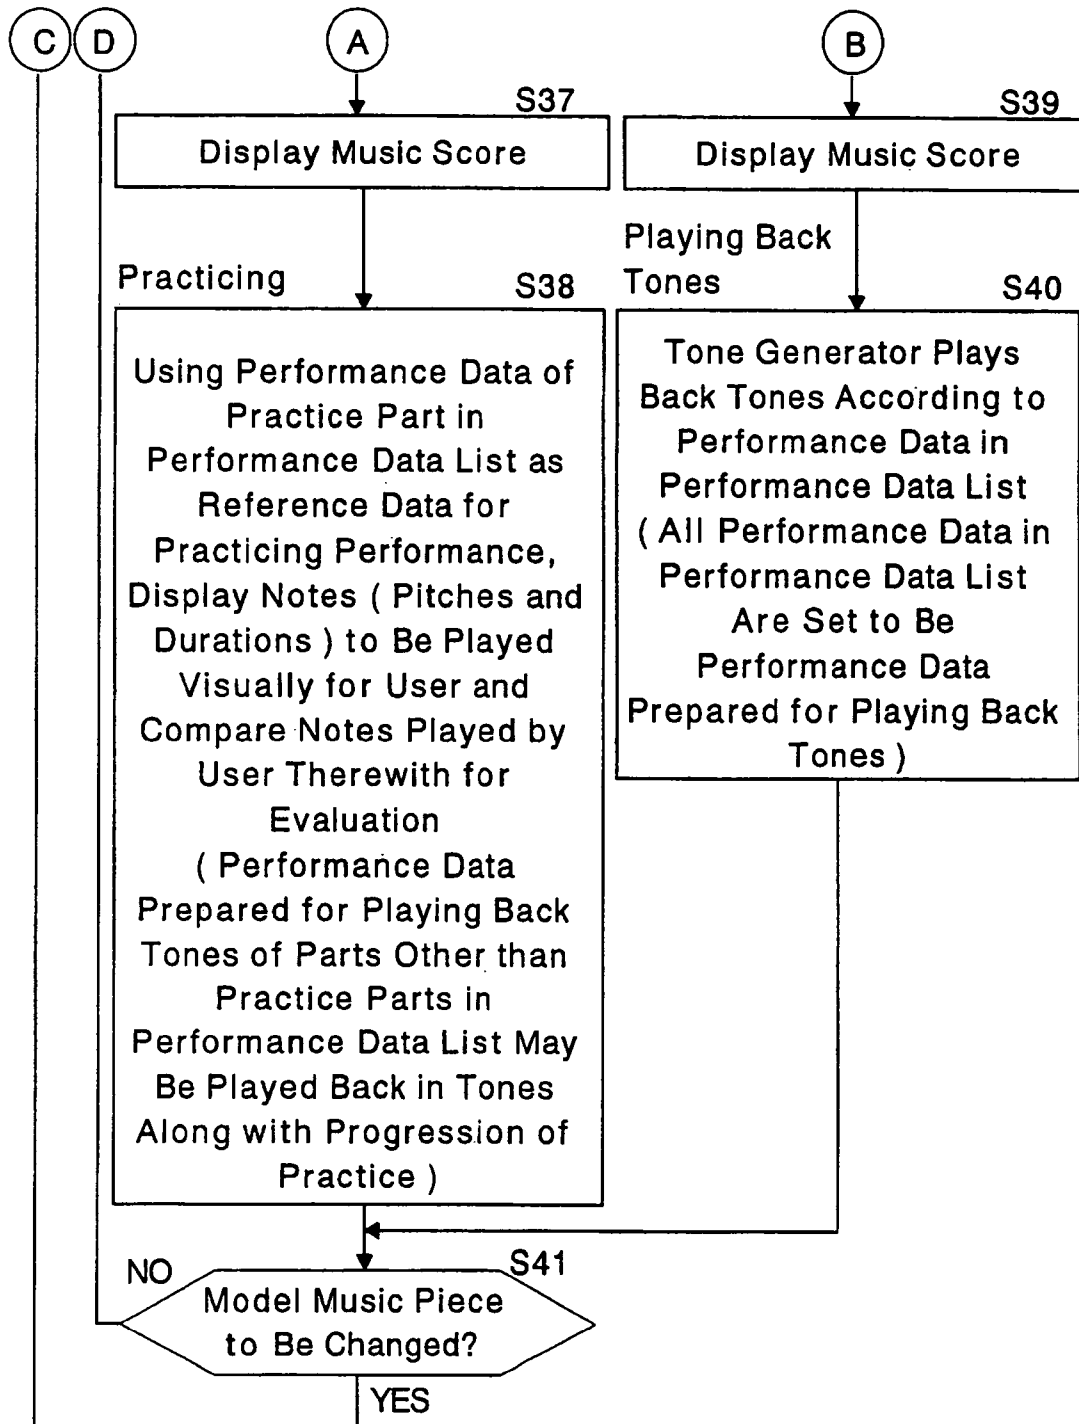 C
D
A
B
S37
Display Music Score
S39
Display Music Score
Practicing
S38
Using Performance Data of
Practice Part in
Performance Data List as
Reference Data for
Practicing Performance,
Display Notes ( Pitches and
Durations ) to Be Played
Visually for User and
Compare Notes Played by
User Therewith for
Evaluation
( Performance Data
Prepared for Playing Back
Tones of Parts Other than
Practice Parts in
Performance Data List May
Be Played Back in Tones
Along with Progression of
Practice )
Playing Back
Tones
S40
Tone Generator Plays
Back Tones According to
Performance Data in
Performance Data List
( All Performance Data in
Performance Data List
Are Set to Be
Performance Data
Prepared for Playing Back
Tones )
S41
NO
Model Music Piece
to Be Changed?
YES